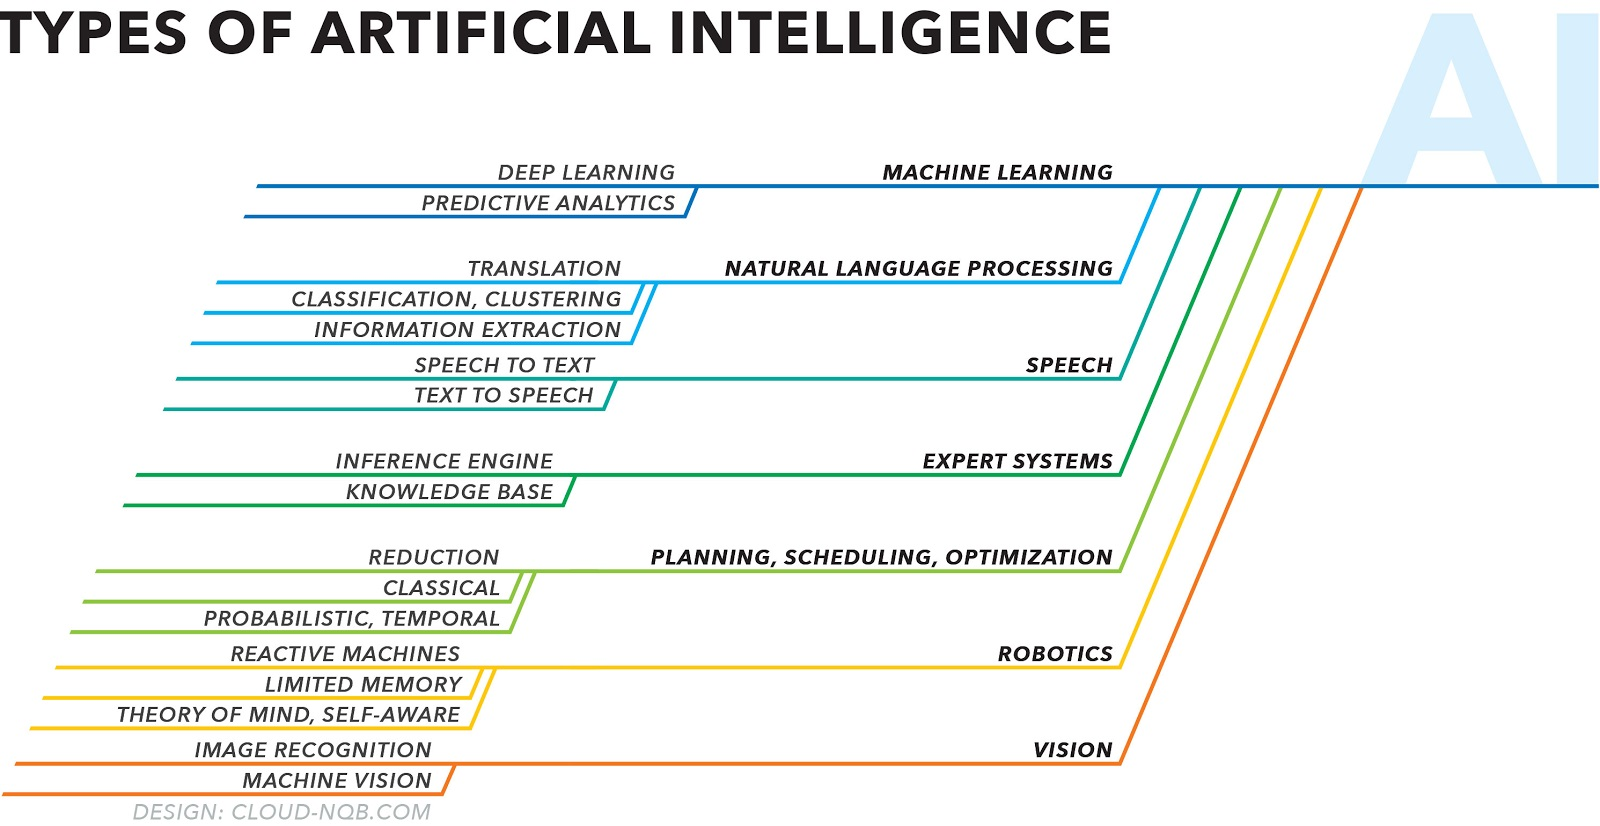 TYPES OF ARTIFICIAL INTELLIGENCE
AI
DEEP LEARNING
MACHINE LEARNING
PREDICTIVE ANALYTICS
TRANSLATION
NATURAL LANGUAGE PROCESSING
CLASSIFICATION, CLUSTERING
INFORMATION EXTRACTION
SPEECH TO TEXT
SPEECH
TEXT TO SPEECH
INFERENCE ENGINE
EXPERT SYSTEMS
KNOWLEDGE BASE
REDUCTION
PLANNING, SCHEDULING, OPTIMIZATION
CLASSICAL
PROBABILISTIC, TEMPORAL
REACTIVE MACHINES
ROBOTICS
LIMITED MEMORY
THEORY OF MIND, SELF-AWARE
IMAGE RECOGNITION
VISION
MACHINE VISION
DESIGN: CLOUD-NQB.COM